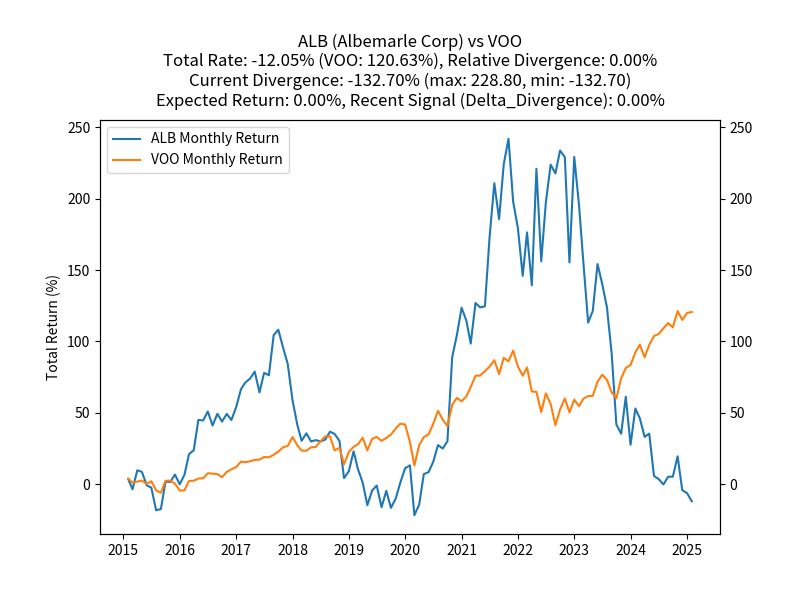 ALB (Albemarle Corp) vs VOO
Total Rate: -12.05% (VOO: 120.63%), Relative Divergence: 0.00%
Current Divergence: -132.70% (max: 228.80, min: -132.70)
Expected Return: 0.00%, Recent Signal (Delta_Divergence): 0.00%
ALB Monthly Return
VOO Monthly Return
Total Return (%)
250
200
150
100
50
0
250
200
150
100
50
0
2015 2016 2017 2018 2019 2020 2021 2022 2023 2024 2025